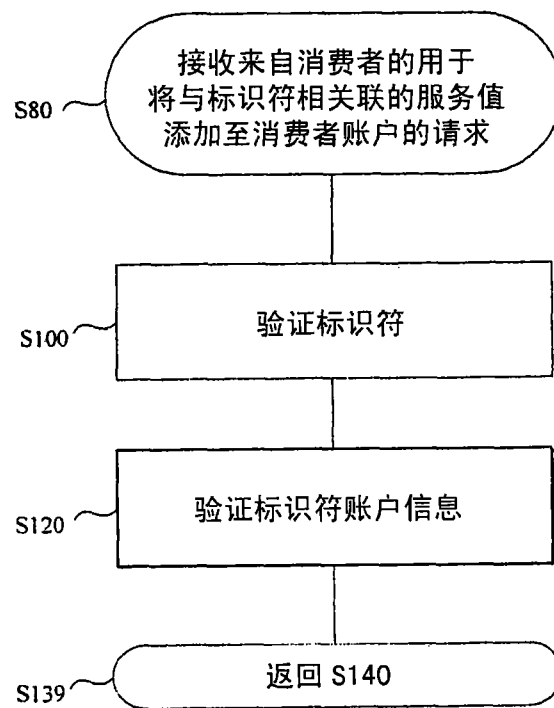 接收来自消费者的用于
将与标识符相关联的服务值
添加至消费者账户的请求
S80
验证标识符
S100
验证标识符账户信息
S120
返回 S140
S139